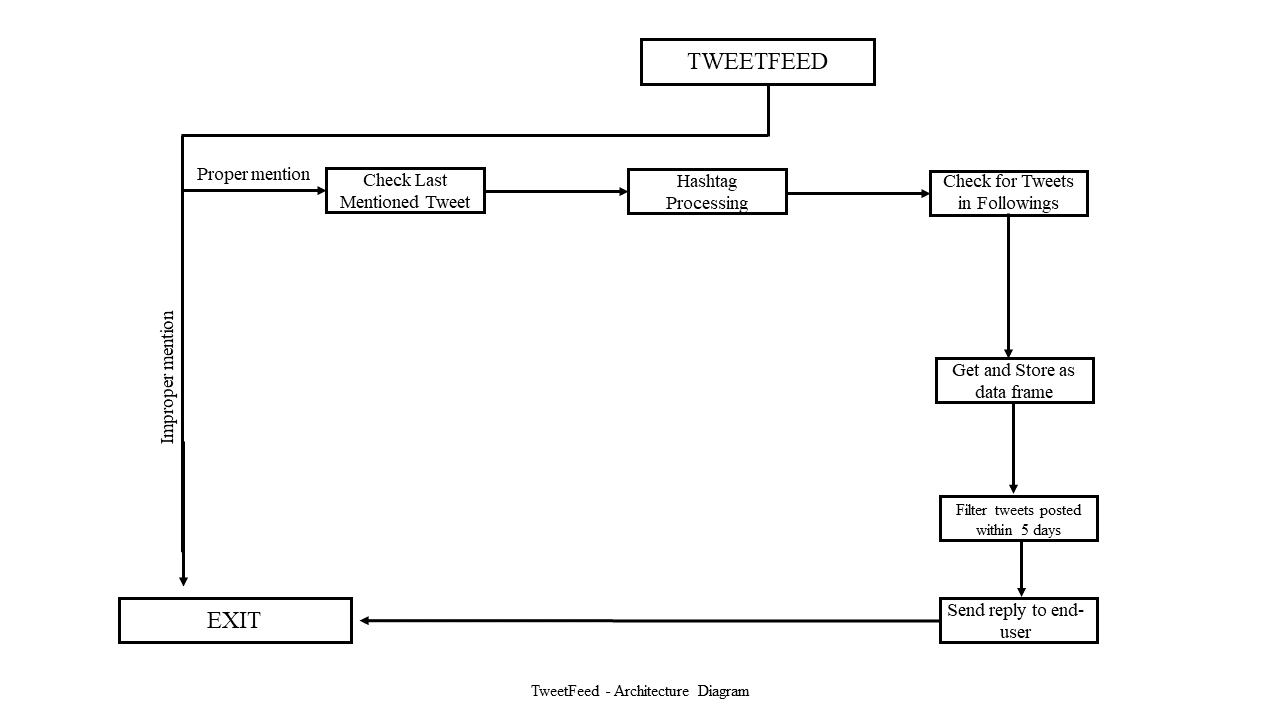 TWEETFEED
Proper mention
Check Last
Mentioned Tweet
Hashtag
Processing
Check for Tweets
in Followings
Improper mention
Get and Store as
data frame
Filter tweets posted
within 5 days
Send reply to end-
user
EXIT
TweetFeed - Architecture Diagram